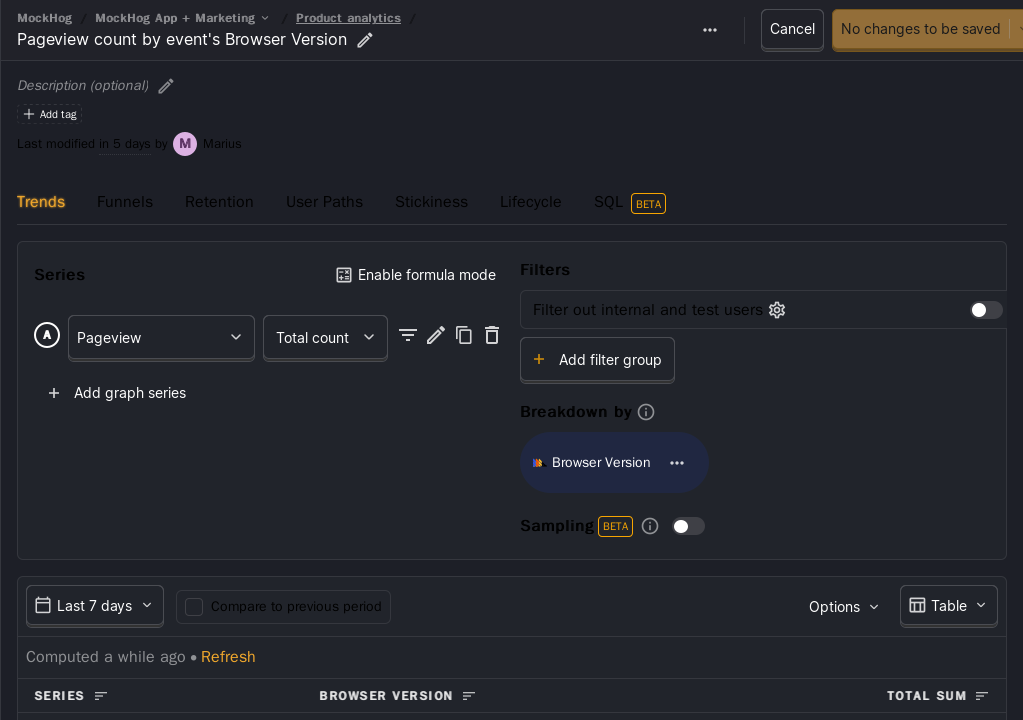 MockHog / MockHog App + Marketing / Product analytics /
Pageview count by event's Browser Version
Cancel
No changes to be saved
Description (optional)
Add tag
Last modified in 5 days by M Marius
Trends Funnels Retention User Paths Stickiness Lifecycle SQL BETA
Series
Enable formula mode
A Pageview Total count
Add graph series
Filters
Filter out internal and test users
Add filter group
Breakdown by
Browser Version
Sampling BETA
Last 7 days
Compare to previous period
Options
Table
Computed a while ago • Refresh
SERIES BROWSER VERSION TOTAL SUM